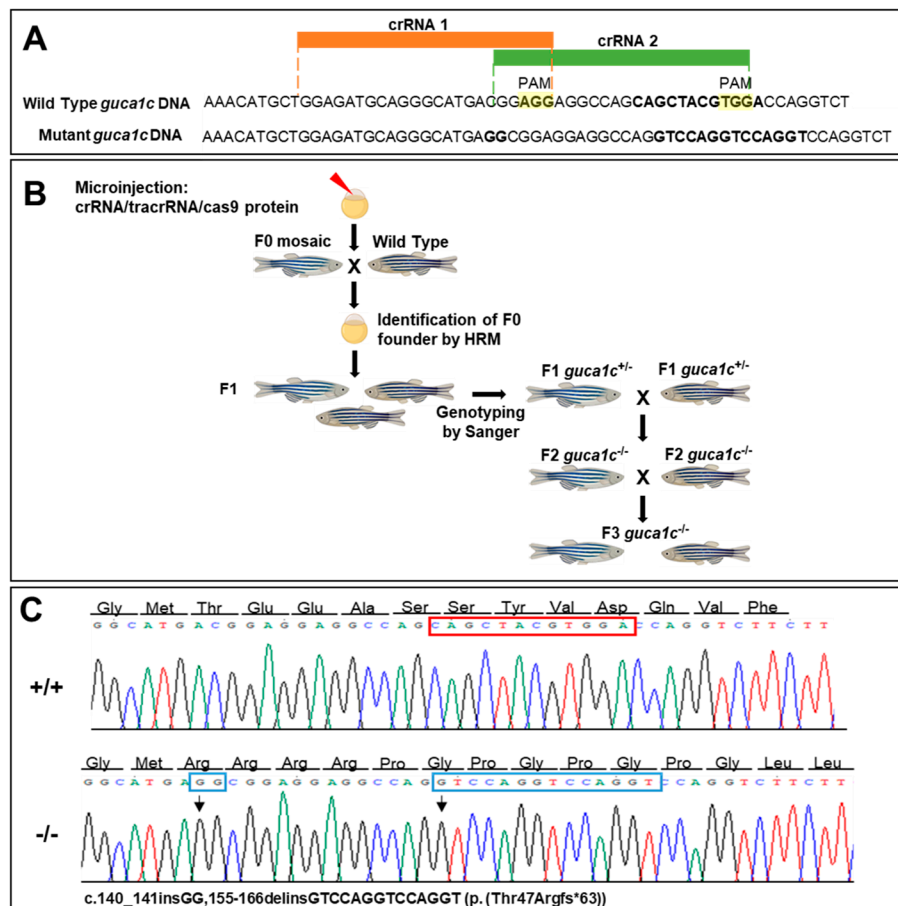 A
crRNA 1
crRNA 2
PAM PAM
Wild Type guca1c DNA AAACATGCTGGAGATGCAGGGCATGACGGAGGAGGCCAGCAGCTACGTGGACCAGGTCT
Mutant guca1c DNA AAACATGCTGGAGATGCAGGGCATGAGGCGGAGGAGGCCAGGTCCAGGTCCAGGTCCAGGTCT
B
Microinjection:
crRNA/tracrRNA/cas9 protein
F0 mosaic Wild Type
X
Identification of F0
founder by HRM
F1
Genotyping
by Sanger
F1 guca1c+/- F1 guca1c+/-
X
F2 guca1c-/- F2 guca1c-/-
X
F3 guca1c-/-
C
Gly Met Thr Glu Glu Ala Ser Ser Tyr Val Asp Gln Val Phe
GGCATGACGGAGGAGGCCAGCAGCTACGTGGACCAGGTCTTCTT
+/+
Gly Met Arg Arg Arg Arg Pro Gly Pro Gly Pro Gly Pro Gly Leu Leu
GGCATGAGGCGGAGGAGGCCAGGTCCAGGTCCAGGTCCAGGTCTTCTT
-/-
c.140_141insGG,155-166delinsGTCCAGGTCCAGGT (p.(Thr47Argfs*63))